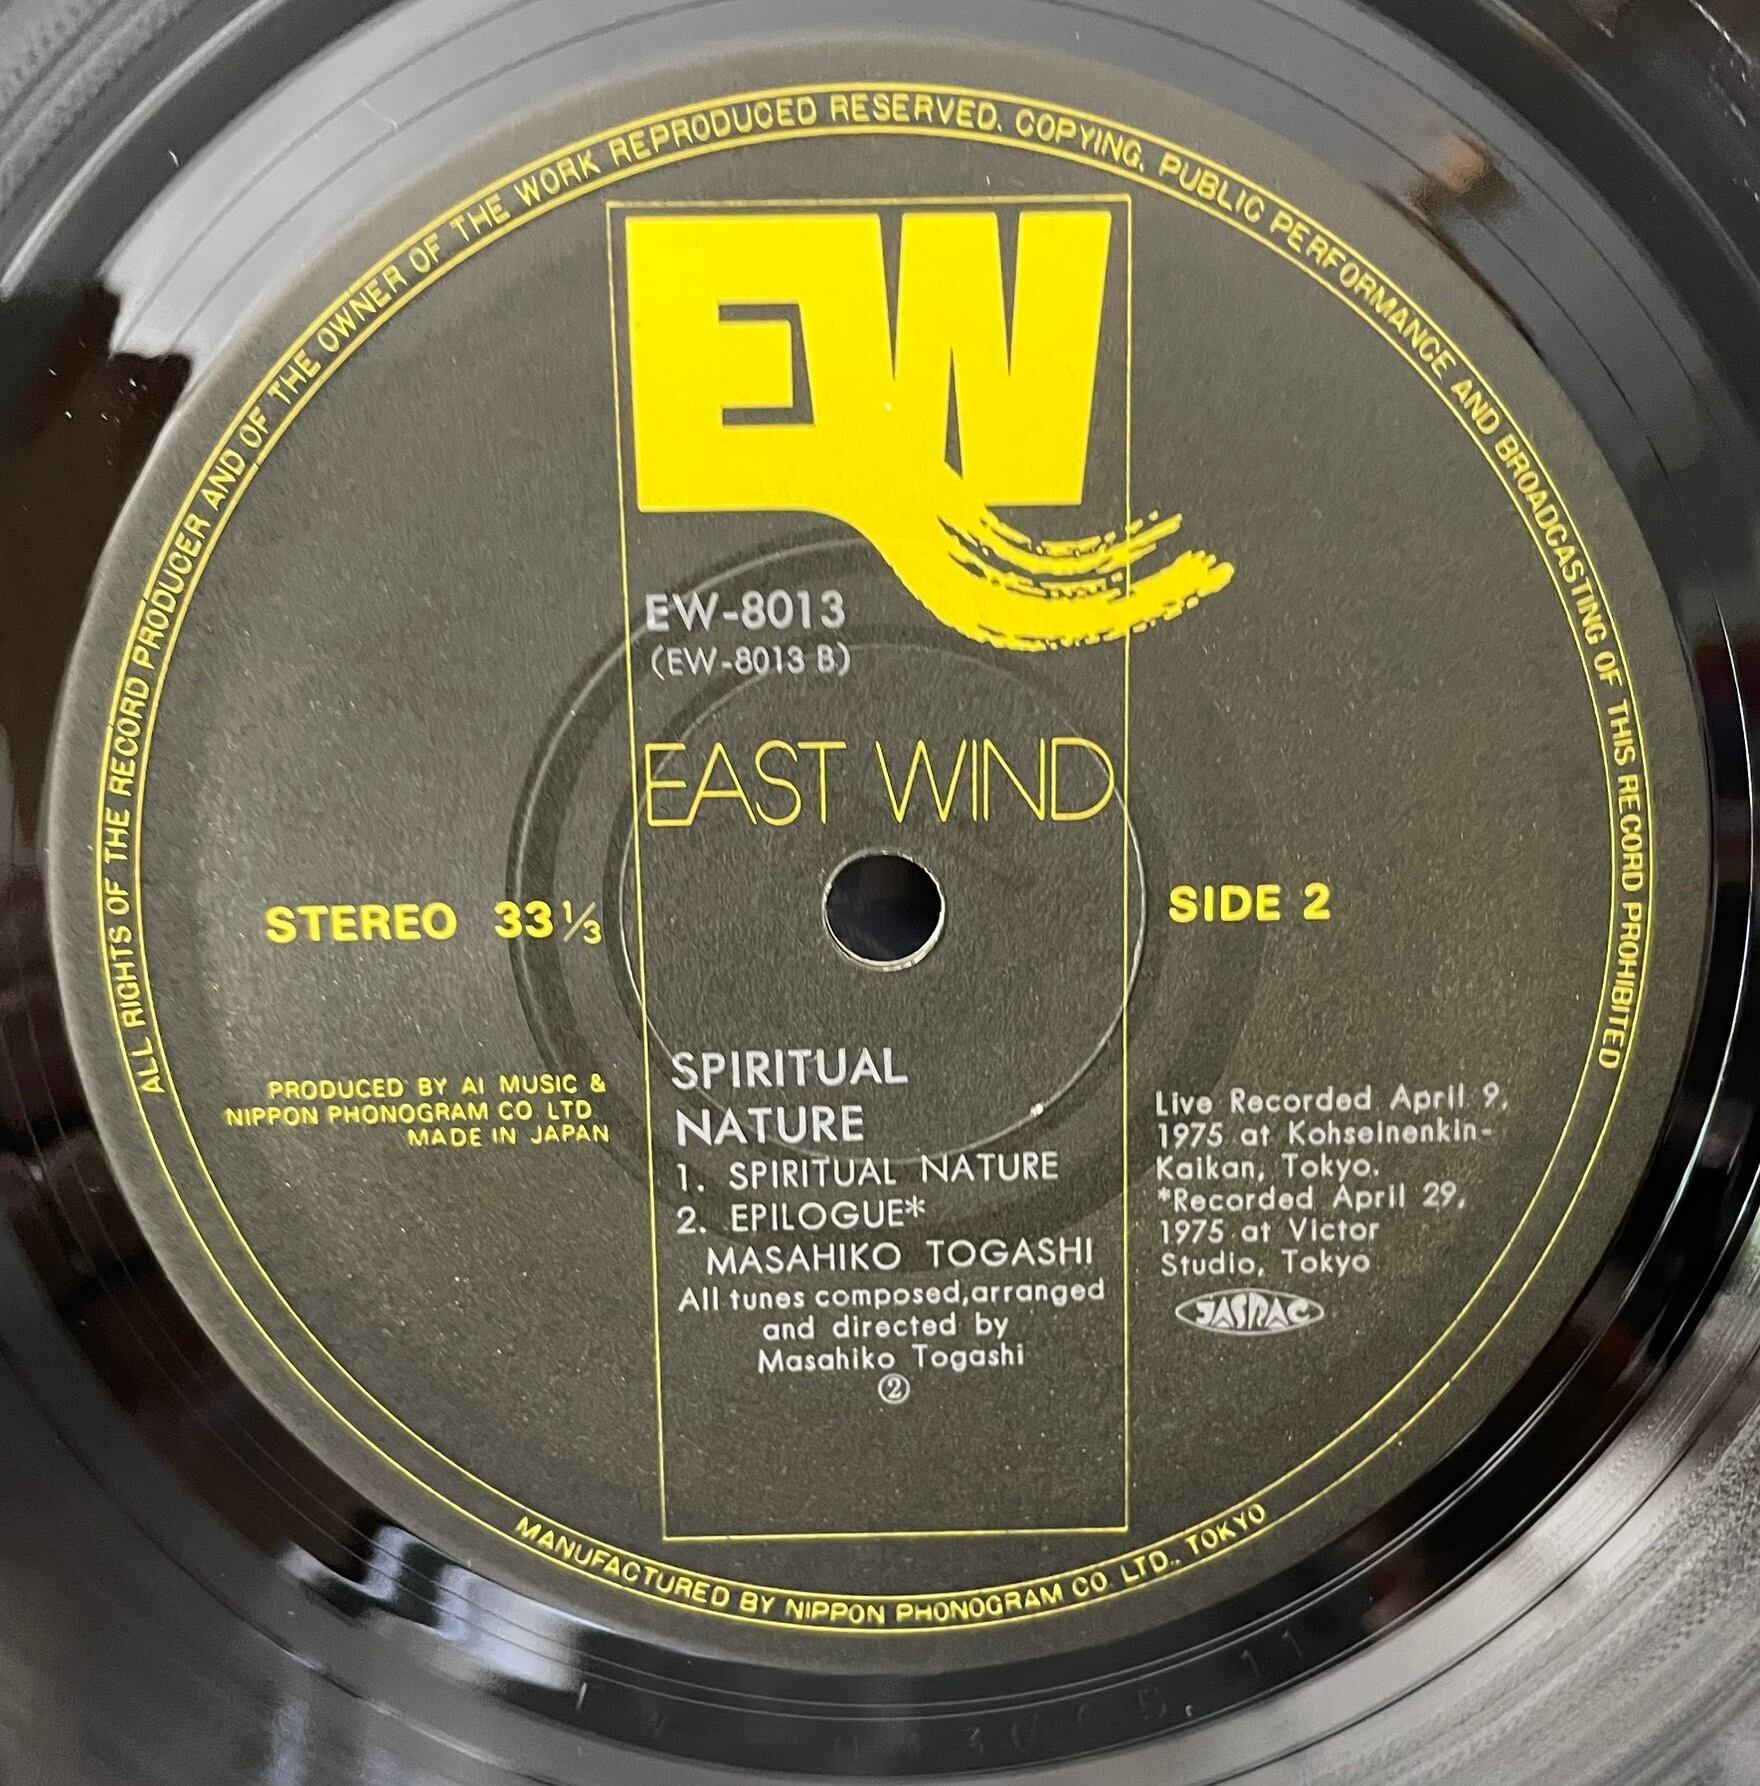 ALL RIGHTS OF THE RECORD PRODUCER AND OF THE OWNER OF THE WORK REPRODUCED RESERVED. COPYING, PUBLIC PERFORMANCE AND BROADCASTING OF THIS RECORD PROHIBITED
EW
EW-8013
(EW-8013 B)
EAST WIND
STEREO 33⅓
SIDE 2
PRODUCED BY AI MUSIC &
NIPPON PHONOGRAM CO. LTD
MADE IN JAPAN
SPIRITUAL
NATURE
1. SPIRITUAL NATURE
2. EPILOGUE*
MASAHIKO TOGASHI
All tunes composed, arranged
and directed by
Masahiko Togashi
②
Live Recorded April 9,
1975 at Kohseinenkin-
Kaikan, Tokyo.
*Recorded April 29,
1975 at Victor
Studio, Tokyo
JASRAC
MANUFACTURED BY NIPPON PHONOGRAM CO. LTD., TOKYO